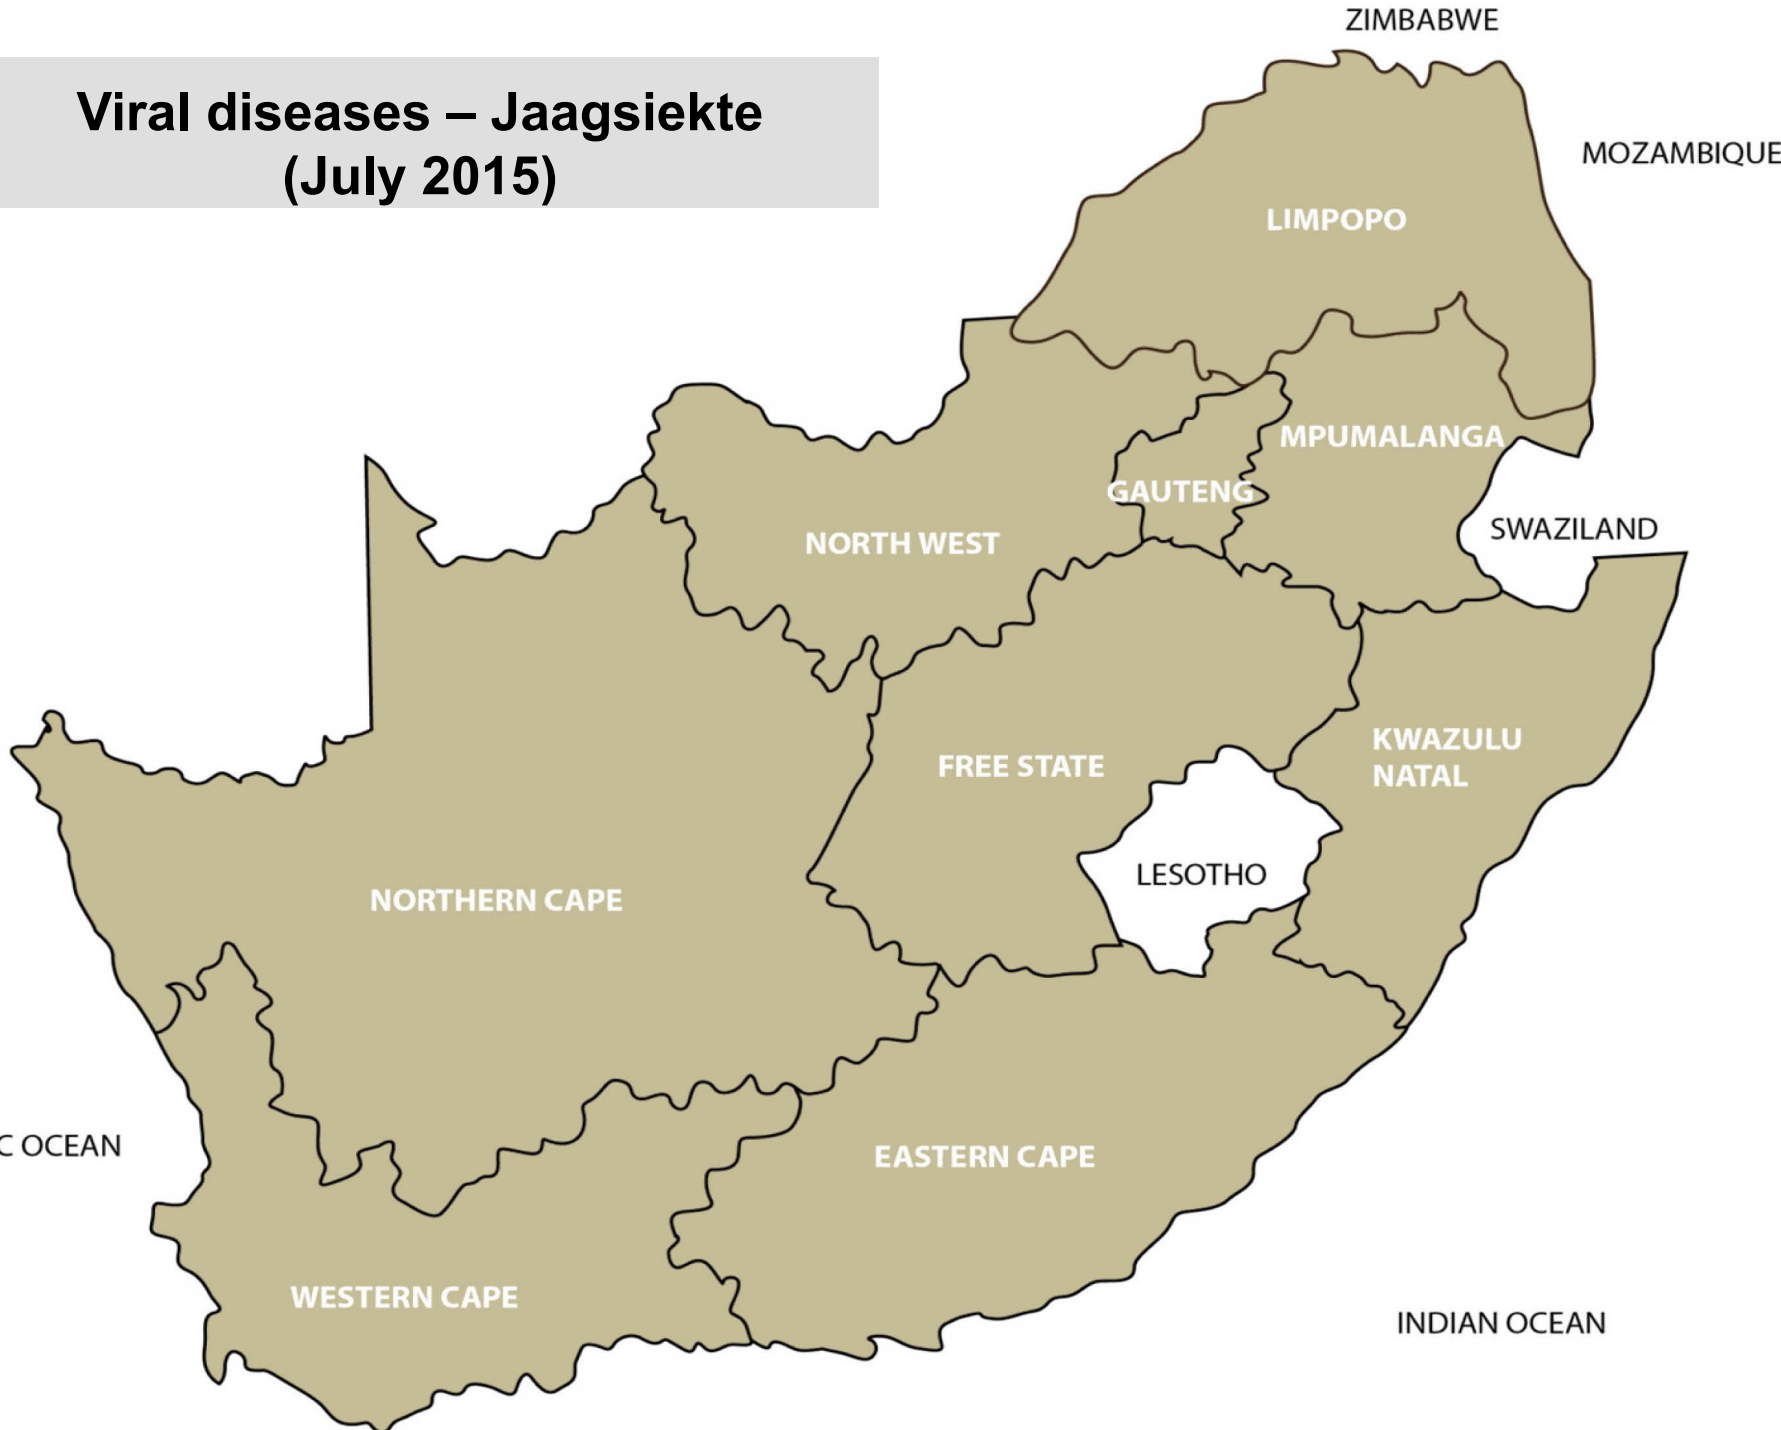 ZIMBABWE
Viral diseases – Jaagsiekte
(July 2015)
MOZAMBIQUE
LIMPOPO
MPUMALANGA
GAUTENG
SWAZILAND
NORTH WEST
KWAZULU
NATAL
FREE STATE
LESOTHO
NORTHERN CAPE
C OCEAN
EASTERN CAPE
WESTERN CAPE
INDIAN OCEAN